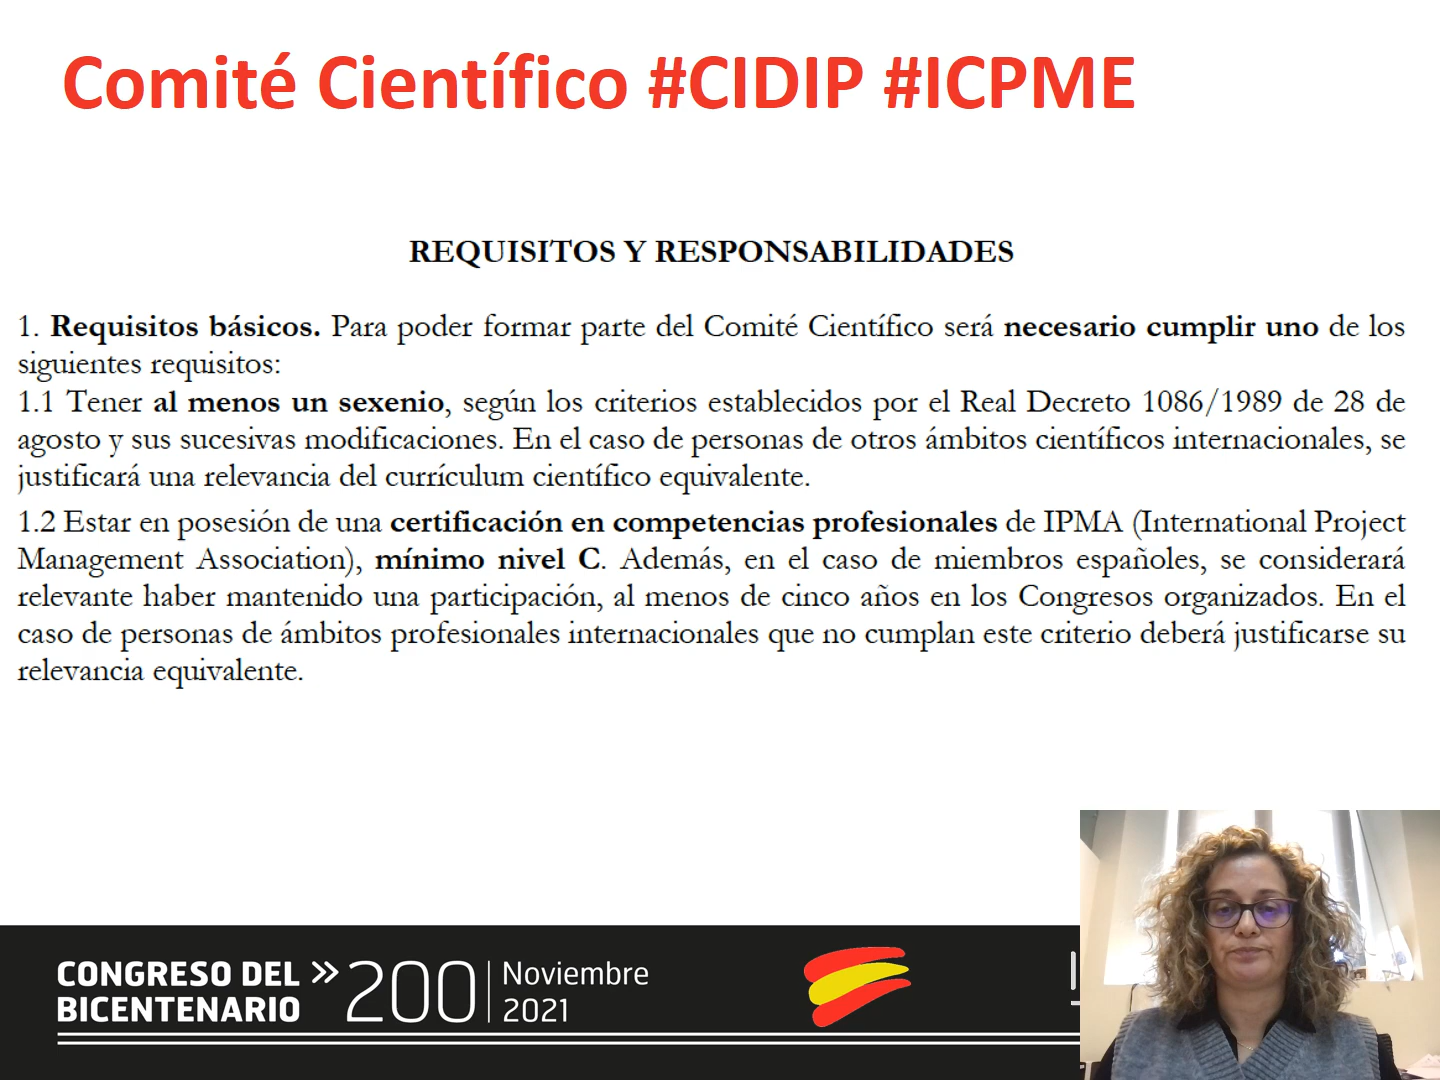 Comité Científico #CIDIP #ICPME
REQUISITOS Y RESPONSABILIDADES
1. Requisitos básicos. Para poder formar parte del Comité Científico será necesario cumplir uno de los
siguientes requisitos:
1.1 Tener al menos un sexenio, según los criterios establecidos por el Real Decreto 1086/1989 de 28 de
agosto y sus sucesivas modificaciones. En el caso de personas de otros ámbitos científicos internacionales, se
justificará una relevancia del currículum científico equivalente.
1.2 Estar en posesión de una certificación en competencias profesionales de IPMA (International Project
Management Association), mínimo nivel C. Además, en el caso de miembros españoles, se considerará
relevante haber mantenido una participación, al menos de cinco años en los Congresos organizados. En el
caso de personas de ámbitos profesionales internacionales que no cumplan este criterio deberá justificarse su
relevancia equivalente.
CONGRESO DEL » 200 Noviembre
BICENTENARIO 2021